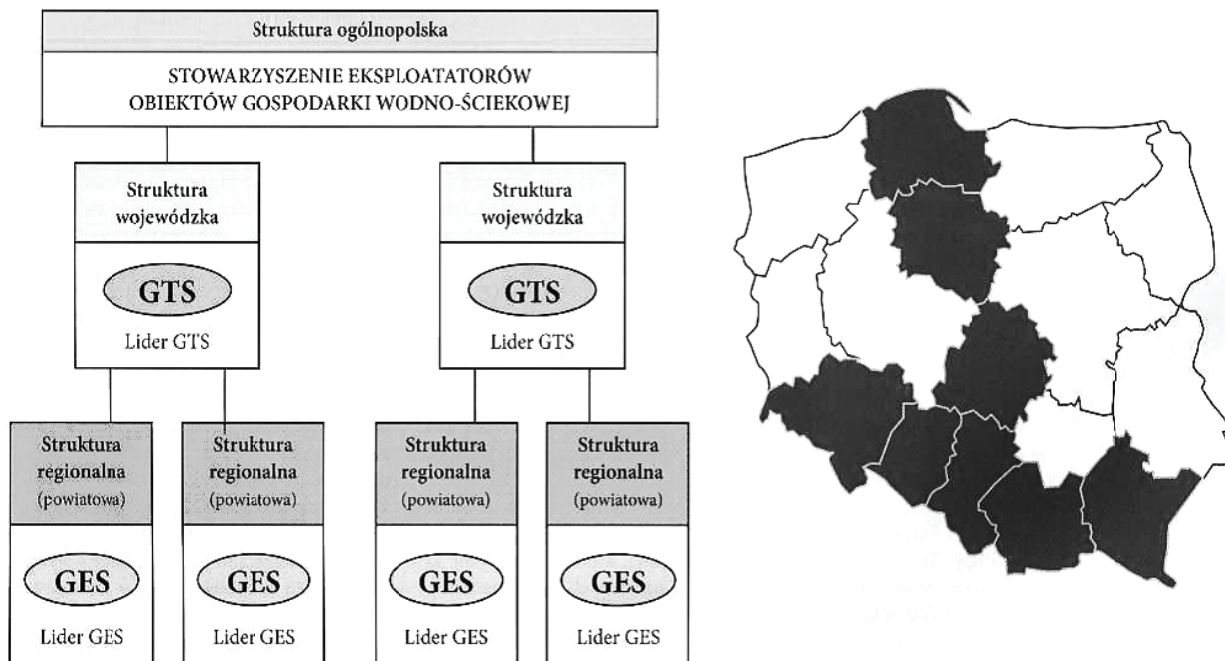 Struktura ogólnopolska
STOWARZYSZENIE EKSPLOATATORÓW
OBIEKTÓW GOSPODARKI WODNO-ŚCIEKOWEJ
Struktura
wojewódzka
GTS
Lider GTS
Struktura
wojewódzka
GTS
Lider GTS
Struktura
regionalna
(powiatowa)
GES
Lider GES
Struktura
regionalna
(powiatowa)
GES
Lider GES
Struktura
regionalna
(powiatowa)
GES
Lider GES
Struktura
regionalna
(powiatowa)
GES
Lider GES